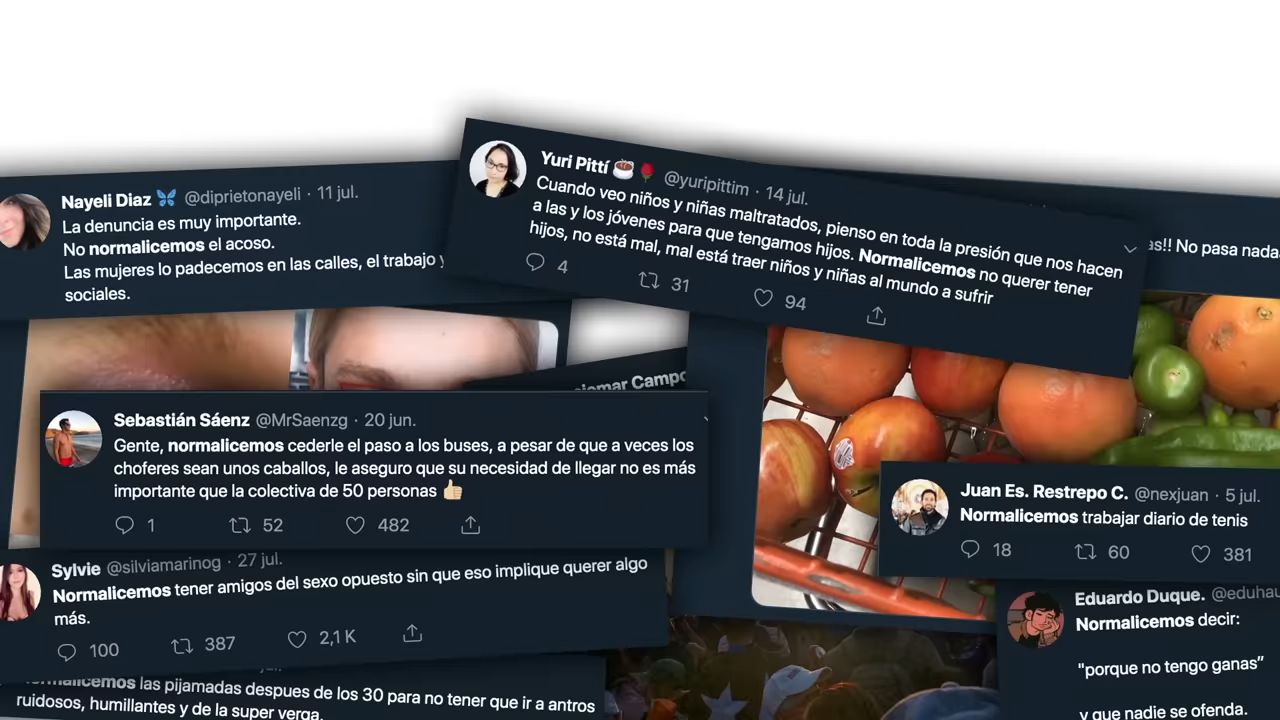 Nayeli Diaz 🦋 @diprietonayeli · 11 jul.
La denuncia es muy importante.
No normalicemos el acoso.
Las mujeres lo padecemos en las calles, el trabajo y
sociales.
Yuri Pittí ☕🌹 @yuripittim · 14 jul.
Cuando veo niños y niñas maltratados, pienso en toda la presión que nos hacen
a las y los jóvenes para que tengamos hijos. Normalicemos no querer tener
hijos, no está mal, mal está traer niños y niñas al mundo a sufrir
4 31 94
No pasa nada
Sebastián Sáenz @MrSaenzg · 20 jun.
Gente, normalicemos cederle el paso a los buses, a pesar de que a veces los
choferes sean unos caballos, le aseguro que su necesidad de llegar no es más
importante que la colectiva de 50 personas 👍🏼
1 52 482
Juan Es. Restrepo C. @nexjuan · 5 jul.
Normalicemos trabajar diario de tenis
18 60 381
Sylvie @silviamarinog · 27 jul.
Normalicemos tener amigos del sexo opuesto sin que eso implique querer algo
más.
100 387 2,1 K
Eduardo Duque. @eduhau
Normalicemos decir:
"porque no tengo ganas"
y que nadie se ofenda.
normalicemos las pijamadas despues de los 30 para no tener que ir a antros
ruidosos, humillantes y de la super verga.